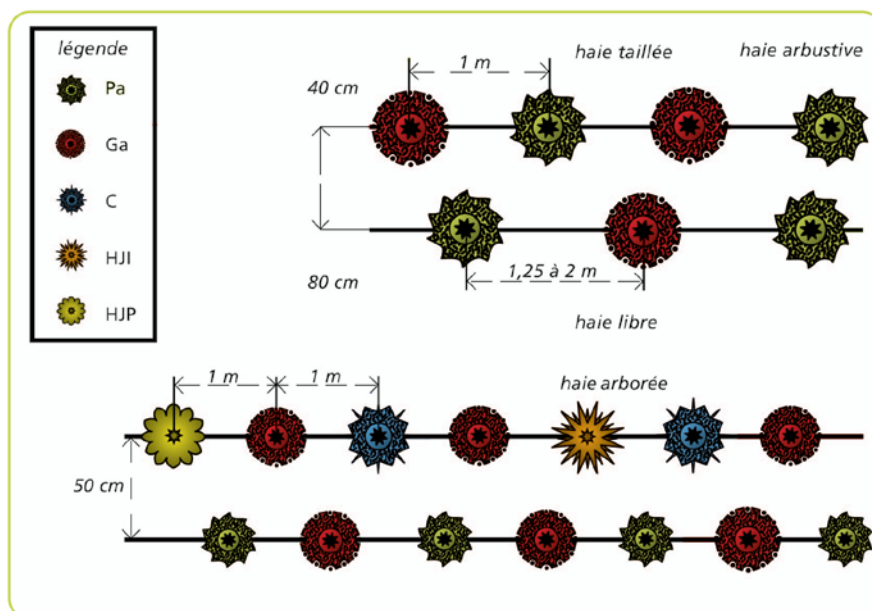 légende
Pa
Ga
C
HJI
HJP
haie taillée
haie arbustive
1 m
40 cm
1,25 à 2 m
80 cm
haie libre
1 m
1 m
haie arborée
50 cm